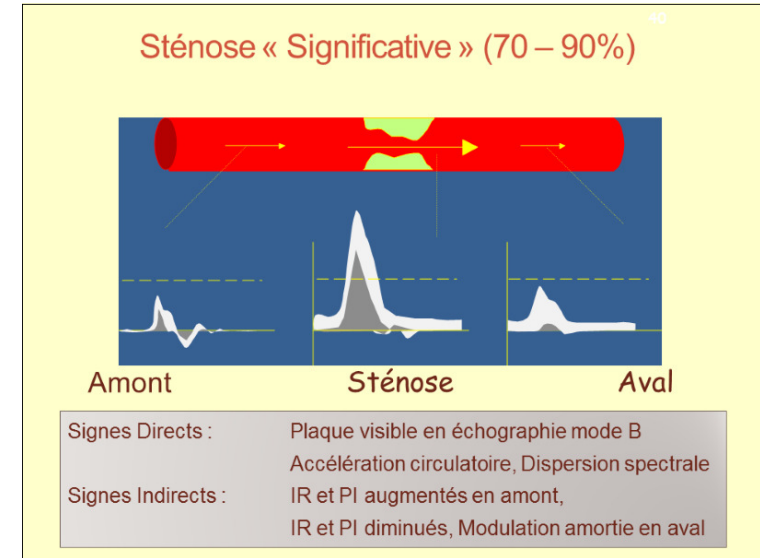 40
Sténose « Significative » (70 – 90%)
Amont Sténose Aval
Signes Directs : Plaque visible en échographie mode B
Accélération circulatoire, Dispersion spectrale
Signes Indirects : IR et PI augmentés en amont,
IR et PI diminués, Modulation amortie en aval